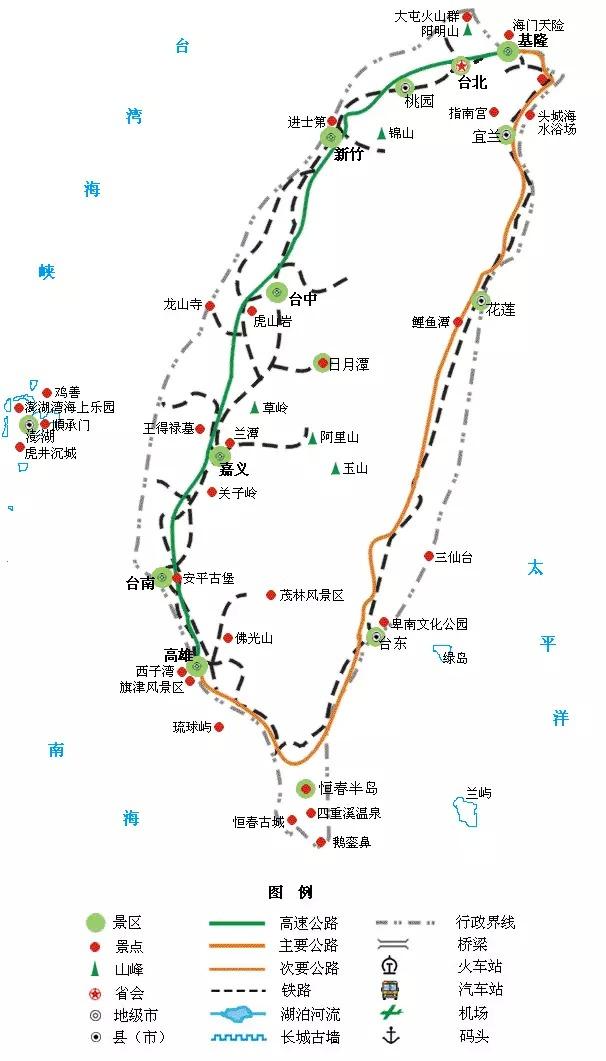 大屯火山群
阳明山
海门天险
基隆
台
台北
桃园
湾
指南宫
头城海
水浴场
进士第
锦山
宜兰
新竹
海
峡
台中
龙山寺
虎山岩
花莲
鲤鱼潭
日月潭
鸡善
澎湖湾海上乐园
草岭
顺承门
澎湖
虎井沉城
王得禄墓
兰潭
阿里山
嘉义
玉山
关子岭
三仙台
太
台南
安平古堡
茂林风景区
卑南文化公园
佛光山
台东
平
高雄
绿岛
西子湾
旗津风景区
洋
琉球屿
南
恒春半岛
兰屿
海
恒春古城
四重溪温泉
鹅銮鼻
图 例
景区
高速公路
行政界线
景点
主要公路
桥梁
山峰
次要公路
火车站
省会
铁路
汽车站
地级市
湖泊河流
机场
县（市）
长城古墙
码头